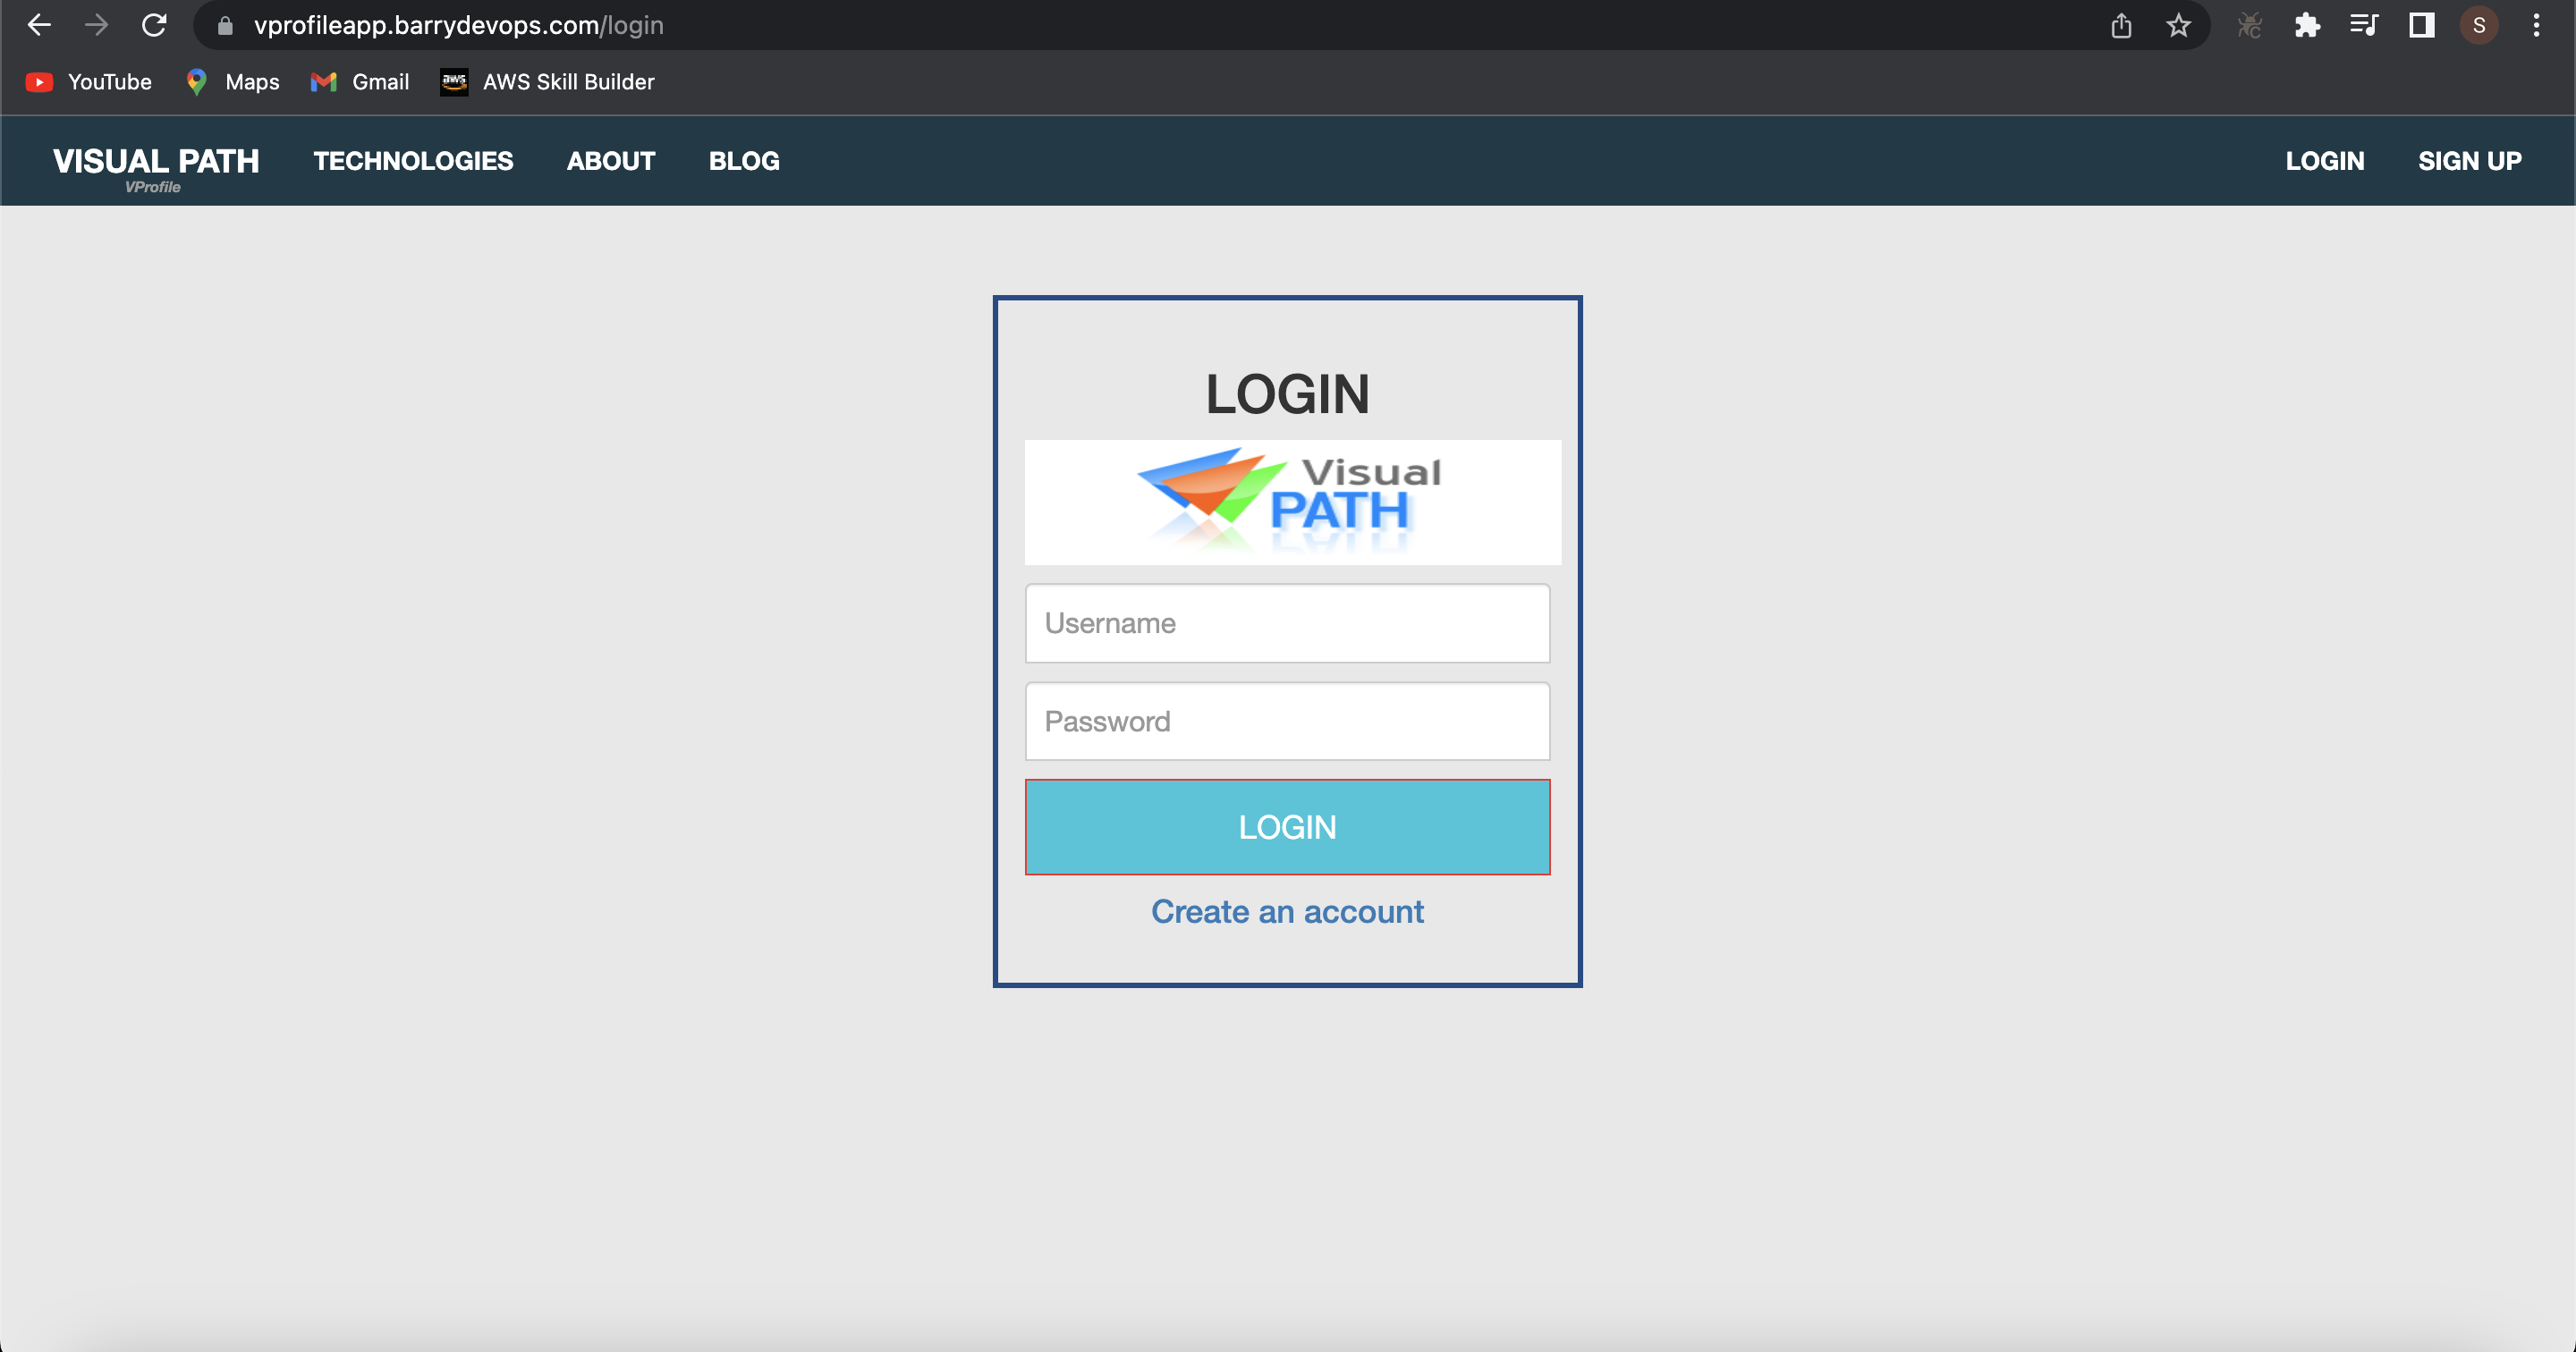 vprofileapp.barrydevops.com/login
S
YouTube Maps Gmail aws AWS Skill Builder
VISUAL PATH TECHNOLOGIES ABOUT BLOG LOGIN SIGN UP
VProfile
LOGIN
Visual
PATH
Username
Password
LOGIN
Create an account